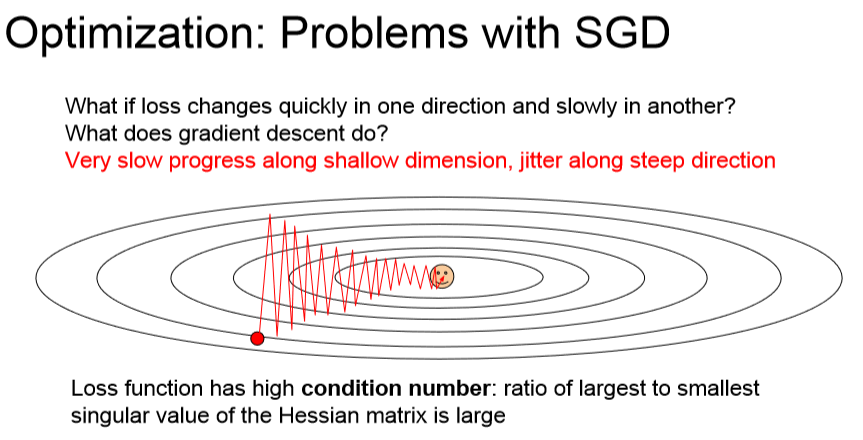 Optimization: Problems with SGD
What if loss changes quickly in one direction and slowly in another?
What does gradient descent do?
Very slow progress along shallow dimension, jitter along steep direction
Loss function has high condition number: ratio of largest to smallest
singular value of the Hessian matrix is large